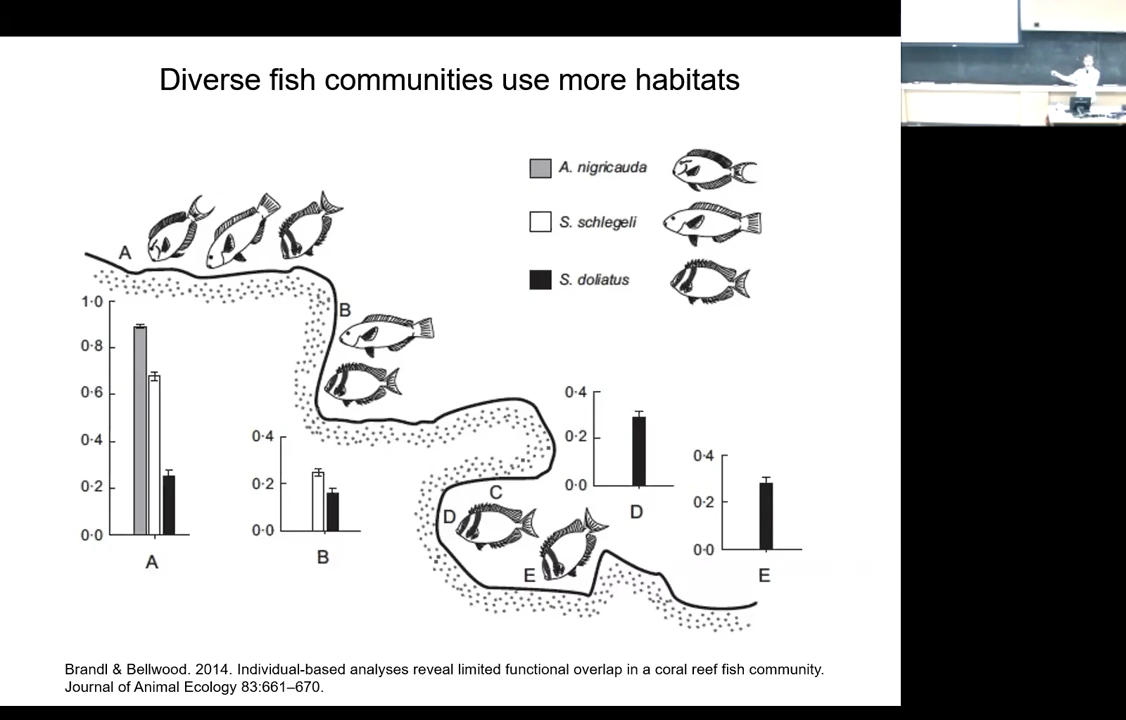 Diverse fish communities use more habitats
A. nigricauda
S. schlegeli
S. doliatus
A
B
C
D
E
1·0
0·8
0·6
0·4
0·2
0·0
A
0·4
0·2
0·0
B
0·4
0·2
0·0
D
0·4
0·2
0·0
E
Brandl & Bellwood. 2014. Individual-based analyses reveal limited functional overlap in a coral reef fish community.
Journal of Animal Ecology 83:661–670.